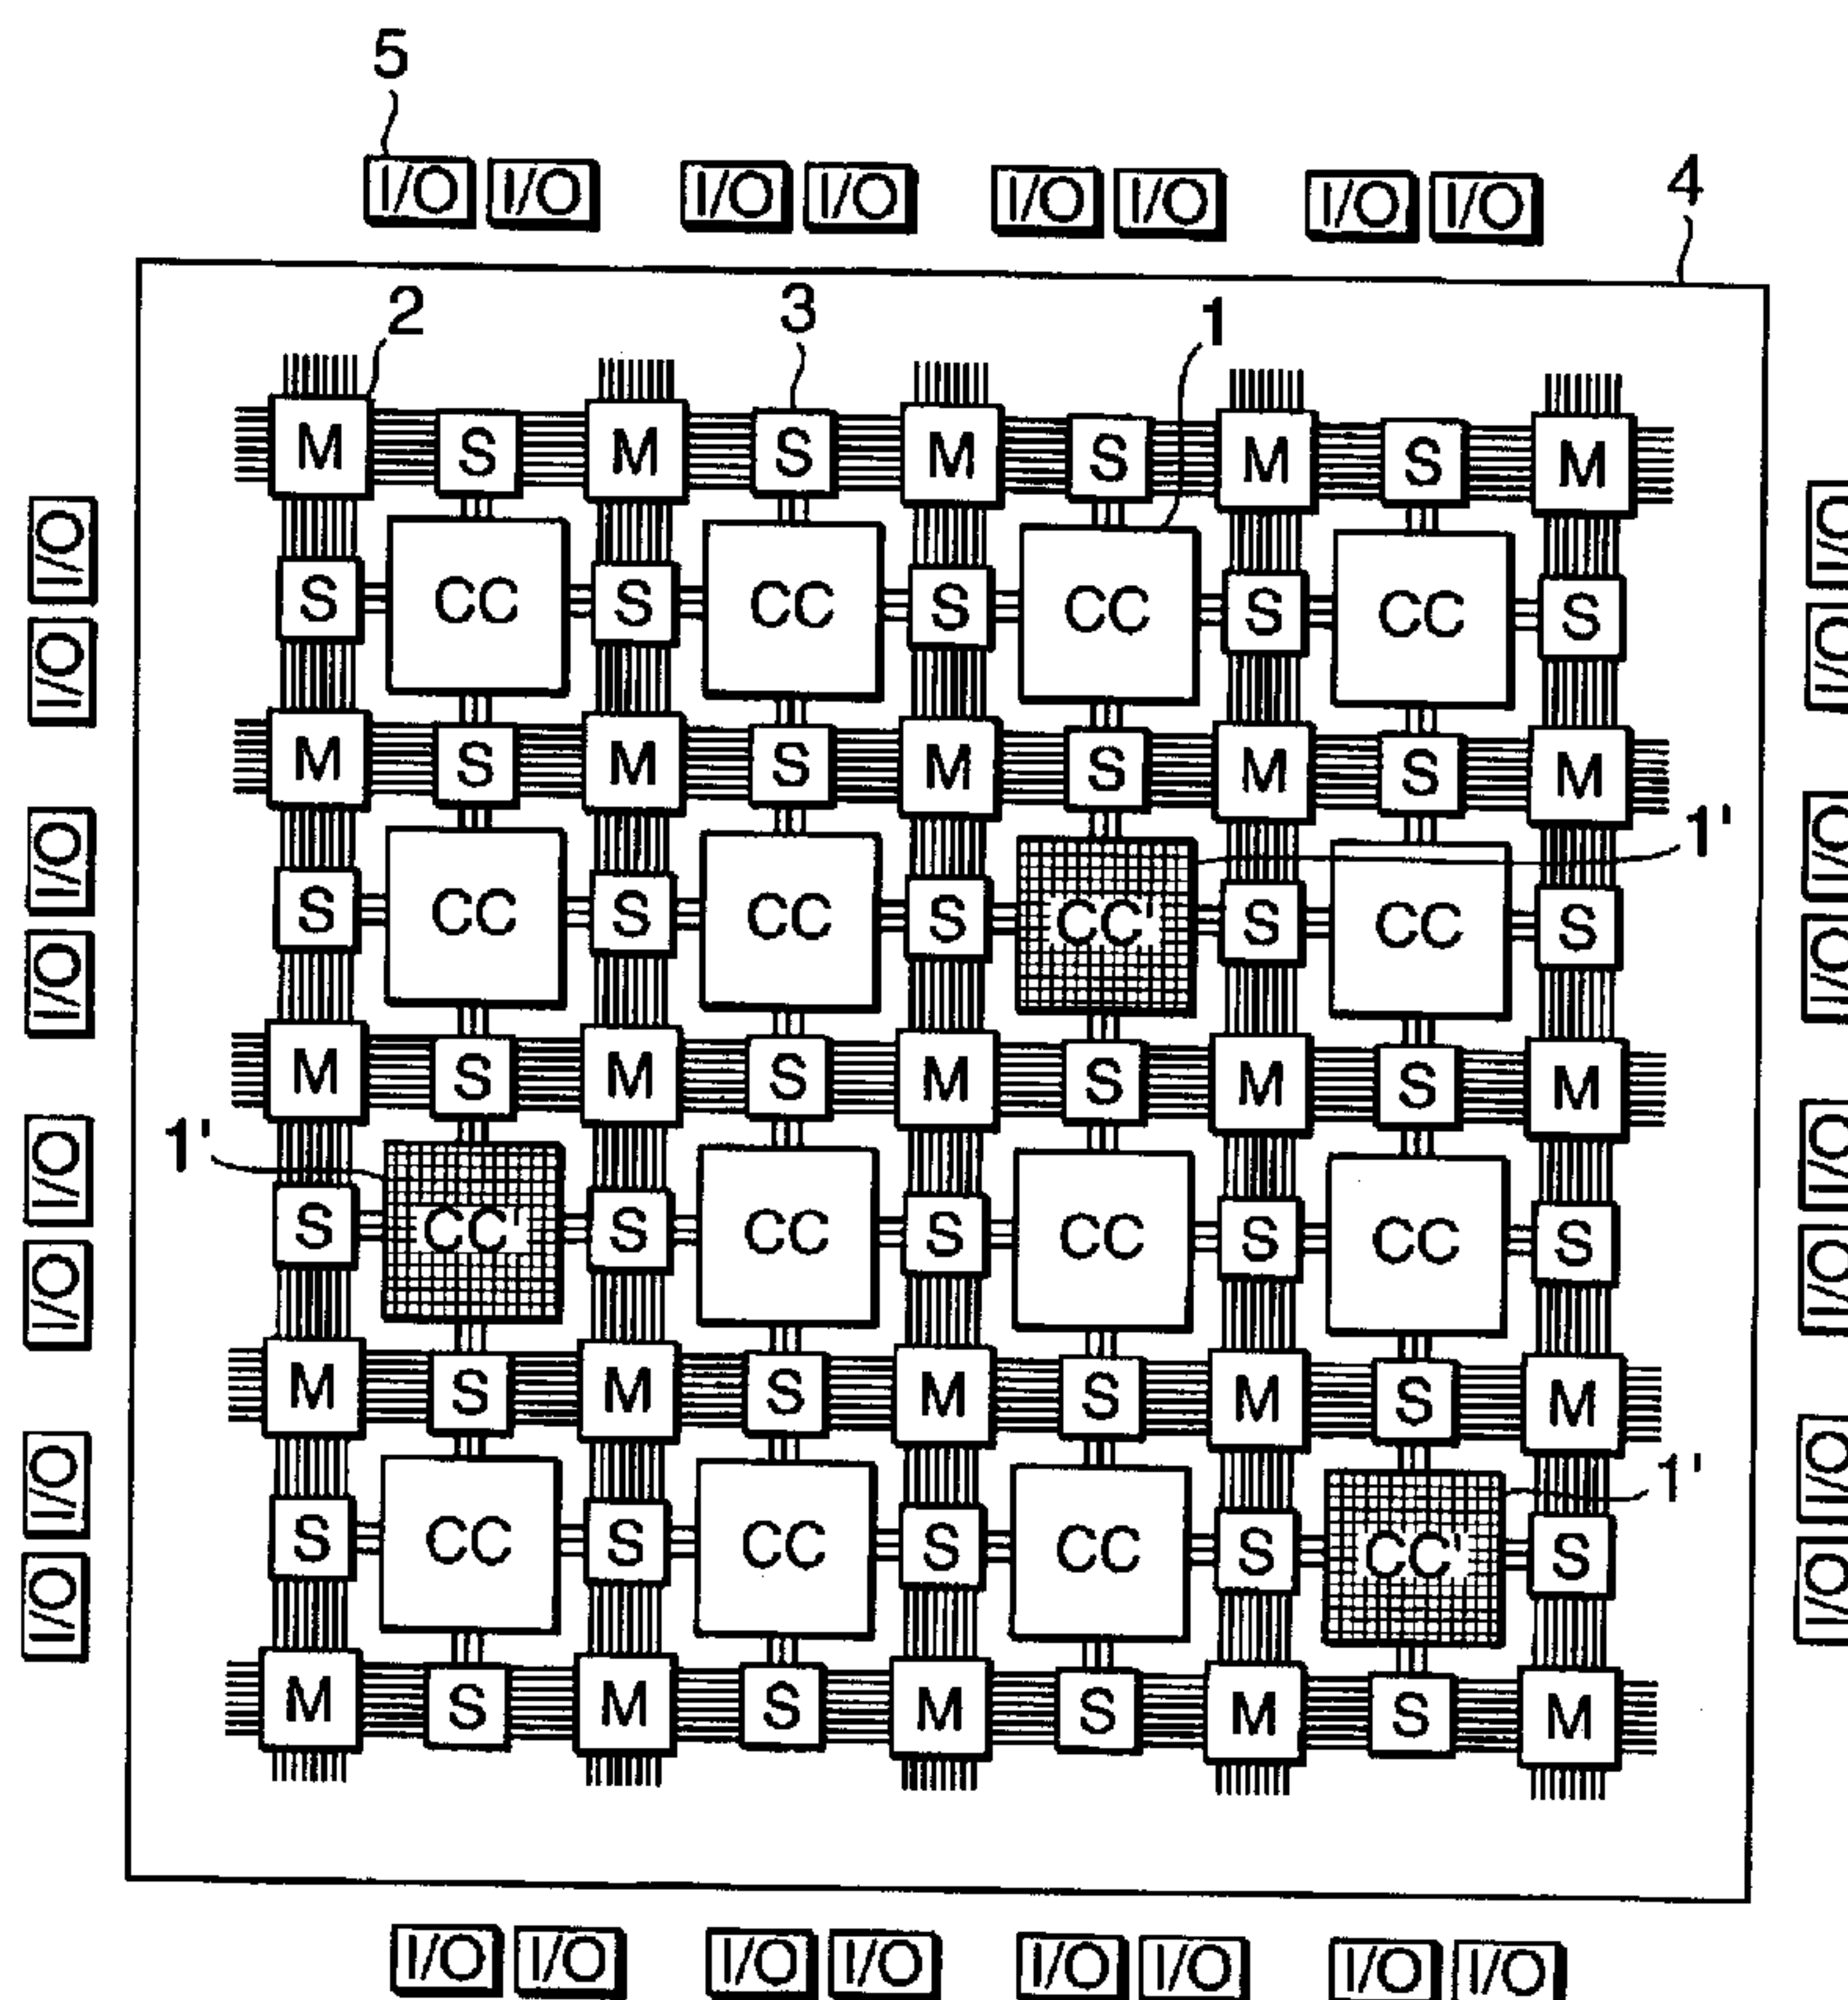 5
I/O I/O I/O I/O I/O I/O I/O I/O
4
2 3 1
M S M S M S M S M
I/O I/O
S CC S CC S CC S CC S
I/O I/O
M S M S M S M S M
1'
I/O I/O
S CC S CC S CC' S CC S
I/O I/O
M S M S M S M S M
1'
I/O I/O
S CC' S CC S CC S CC S
I/O I/O
M S M S M S M S M
1'
I/O I/O
S CC S CC S CC S CC' S
I/O I/O
M S M S M S M S M
I/O I/O I/O I/O I/O I/O I/O I/O